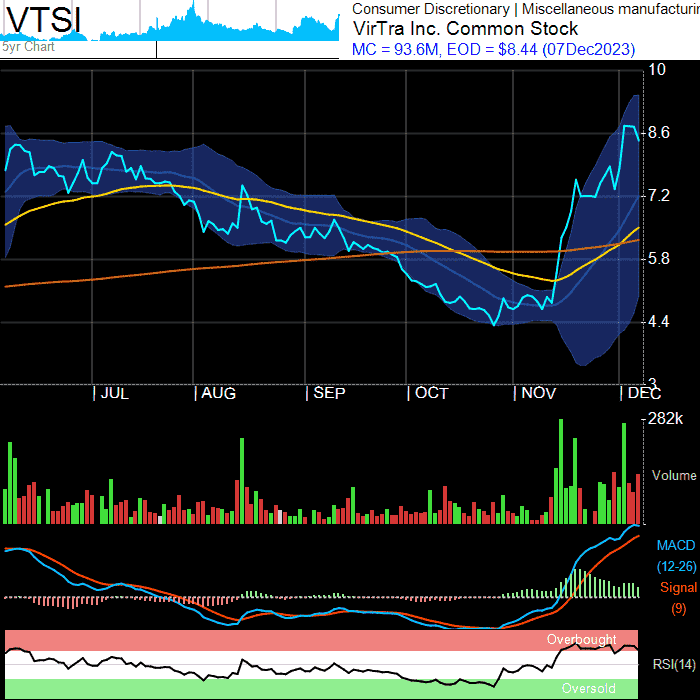 VTSI
Consumer Discretionary | Miscellaneous manufacturin
VirTra Inc. Common Stock
5yr Chart
MC = 93.6M, EOD = $8.44 (07Dec2023)
10
8.6
7.2
5.8
4.4
3
JUL AUG SEP OCT NOV DEC
282k
Volume
MACD
(12-26)
Signal
(9)
Overbought
RSI(14)
Oversold